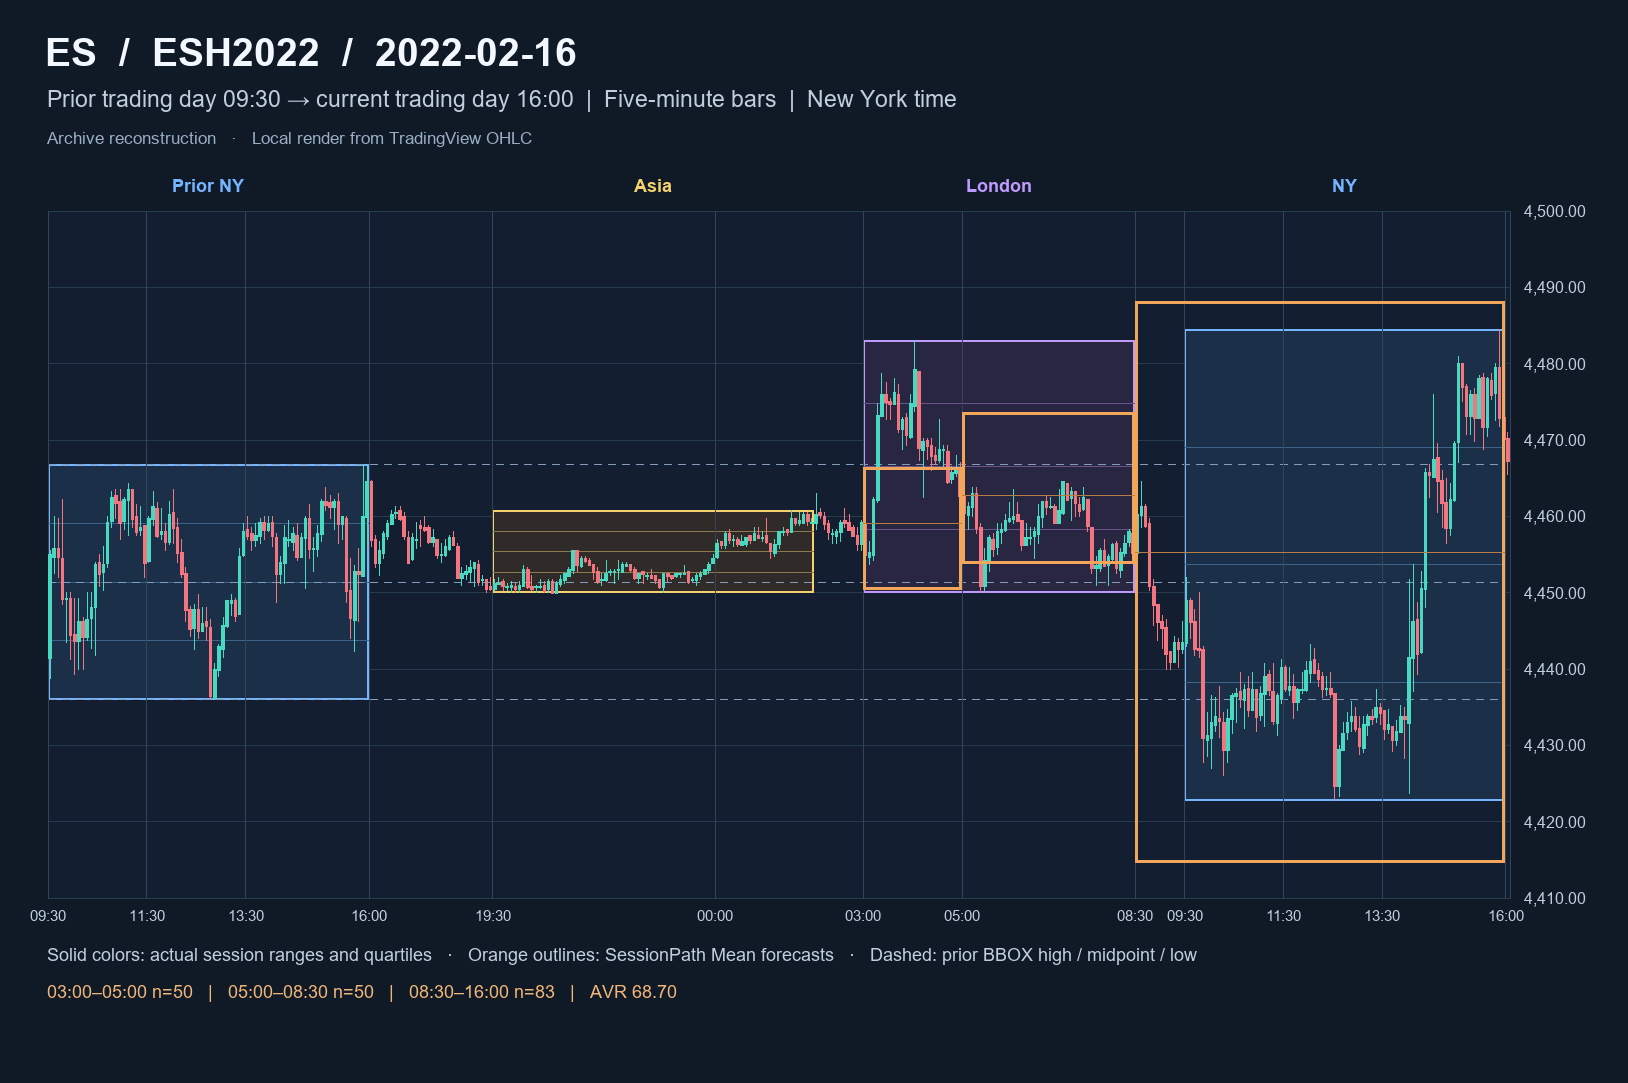 ES / ESH2022 / 2022-02-16
Prior trading day 09:30 → current trading day 16:00 | Five-minute bars | New York time
Archive reconstruction · Local render from TradingView OHLC
Prior NY Asia London NY
4,500.00
4,490.00
4,480.00
4,470.00
4,460.00
4,450.00
4,440.00
4,430.00
4,420.00
4,410.00
09:30 11:30 13:30 16:00 19:30 00:00 03:00 05:00 08:30 09:30 11:30 13:30 16:00
Solid colors: actual session ranges and quartiles · Orange outlines: SessionPath Mean forecasts · Dashed: prior BBOX high / midpoint / low
03:00–05:00 n=50 | 05:00–08:30 n=50 | 08:30–16:00 n=83 | AVR 68.70